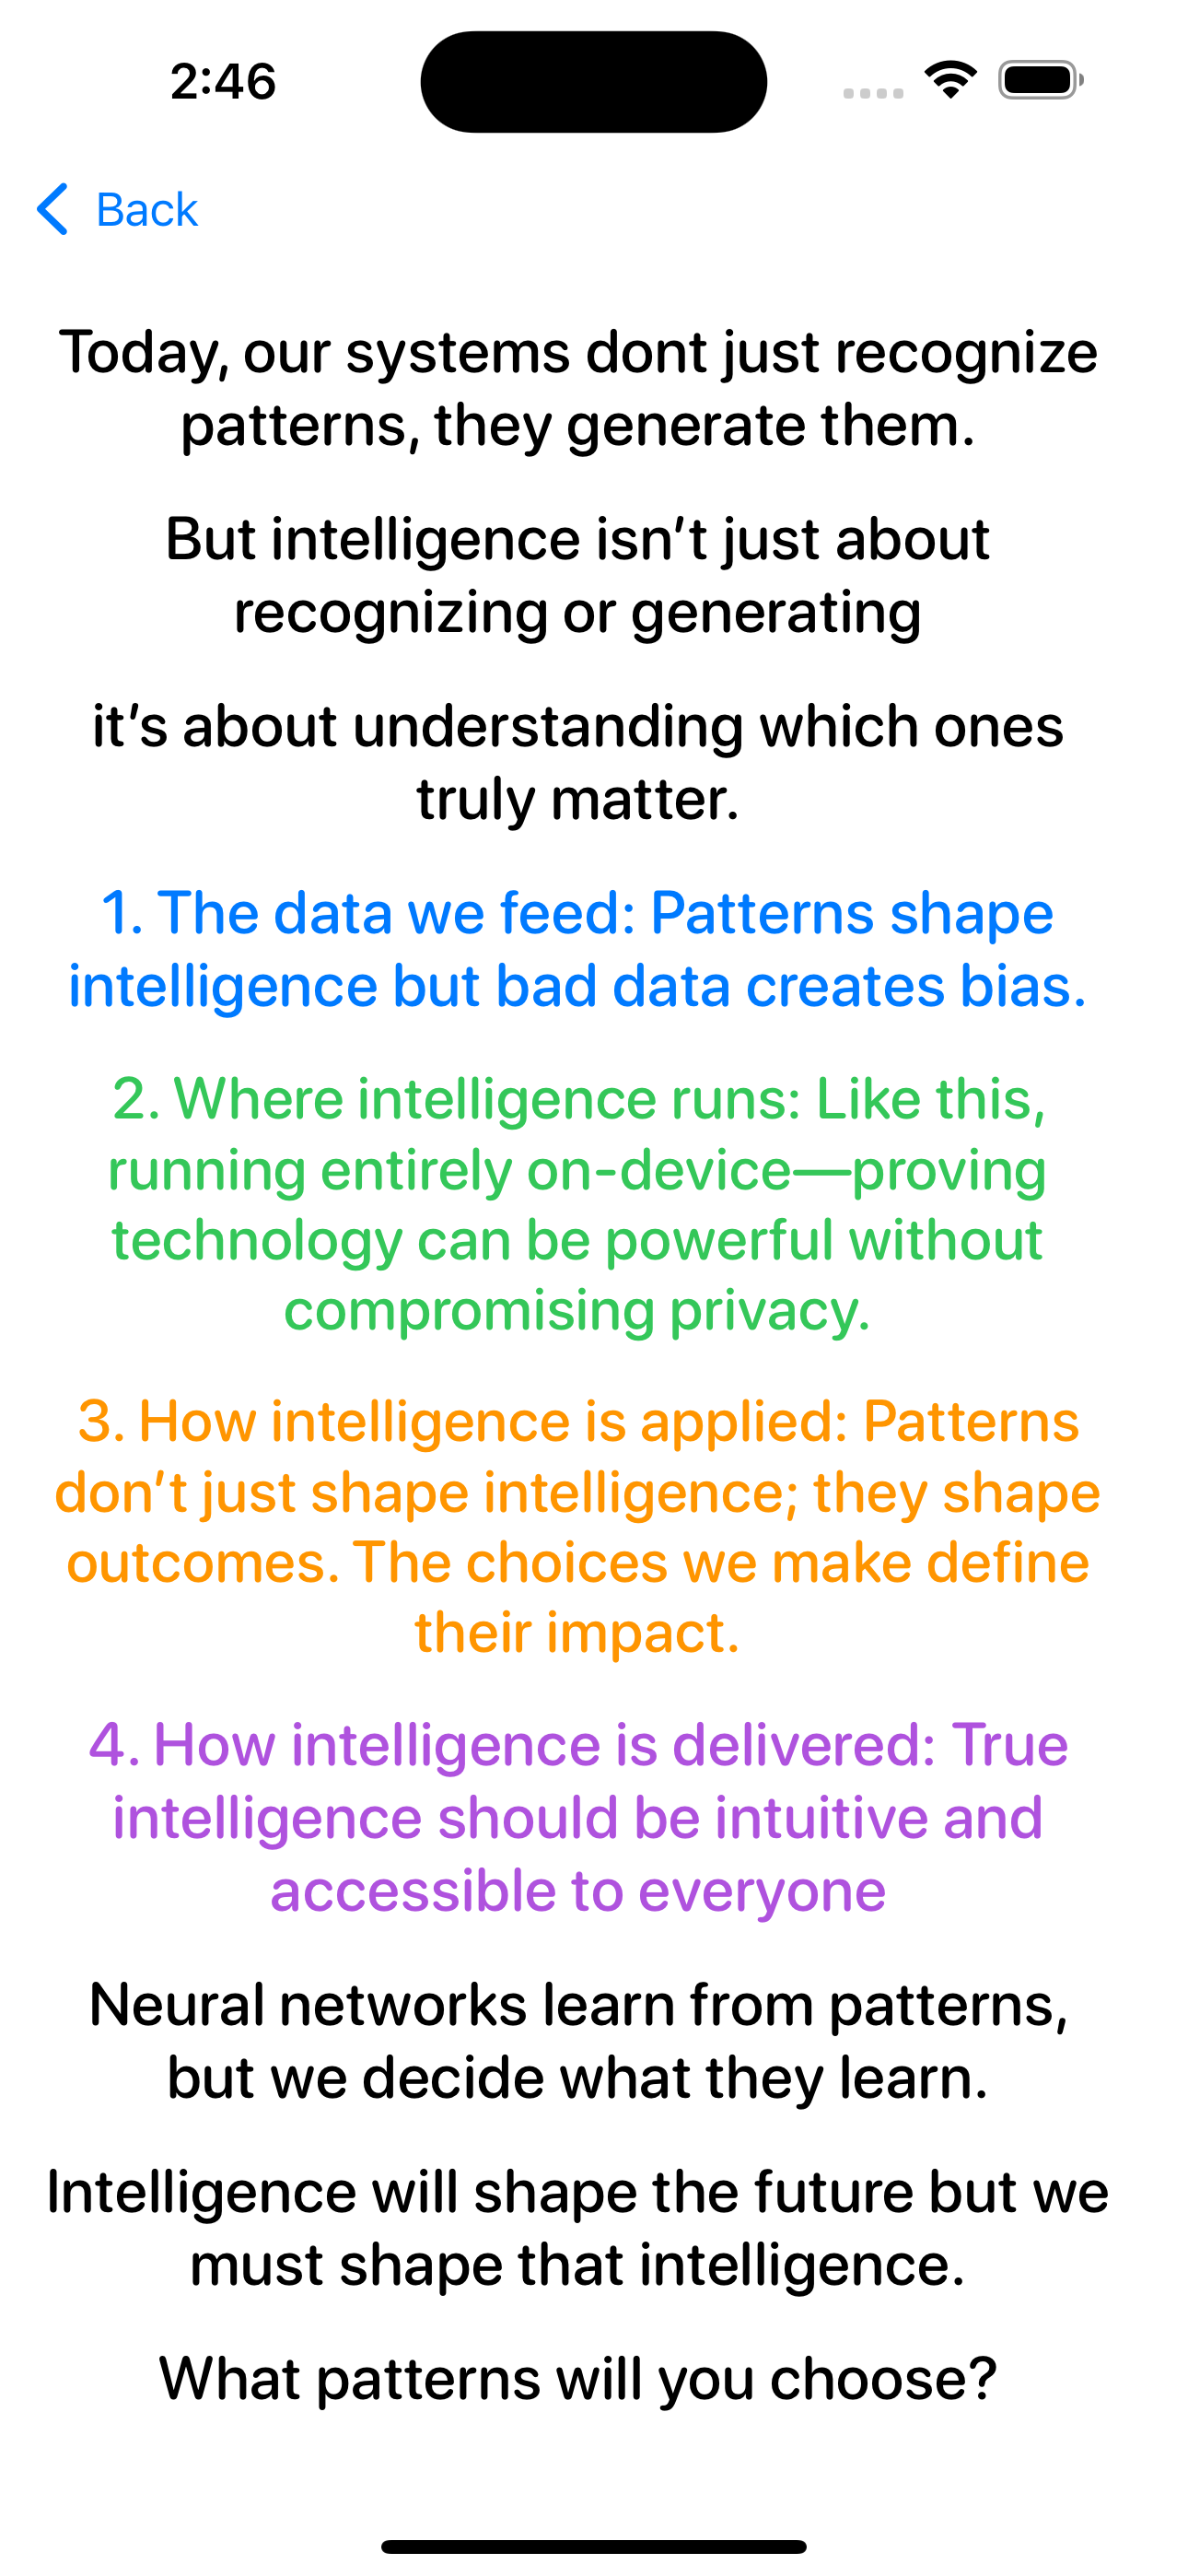 2:46
Back
Today, our systems dont just recognize
patterns, they generate them.
But intelligence isn’t just about
recognizing or generating
it’s about understanding which ones
truly matter.
1. The data we feed: Patterns shape
intelligence but bad data creates bias.
2. Where intelligence runs: Like this,
running entirely on-device—proving
technology can be powerful without
compromising privacy.
3. How intelligence is applied: Patterns
don’t just shape intelligence; they shape
outcomes. The choices we make define
their impact.
4. How intelligence is delivered: True
intelligence should be intuitive and
accessible to everyone
Neural networks learn from patterns,
but we decide what they learn.
Intelligence will shape the future but we
must shape that intelligence.
What patterns will you choose?